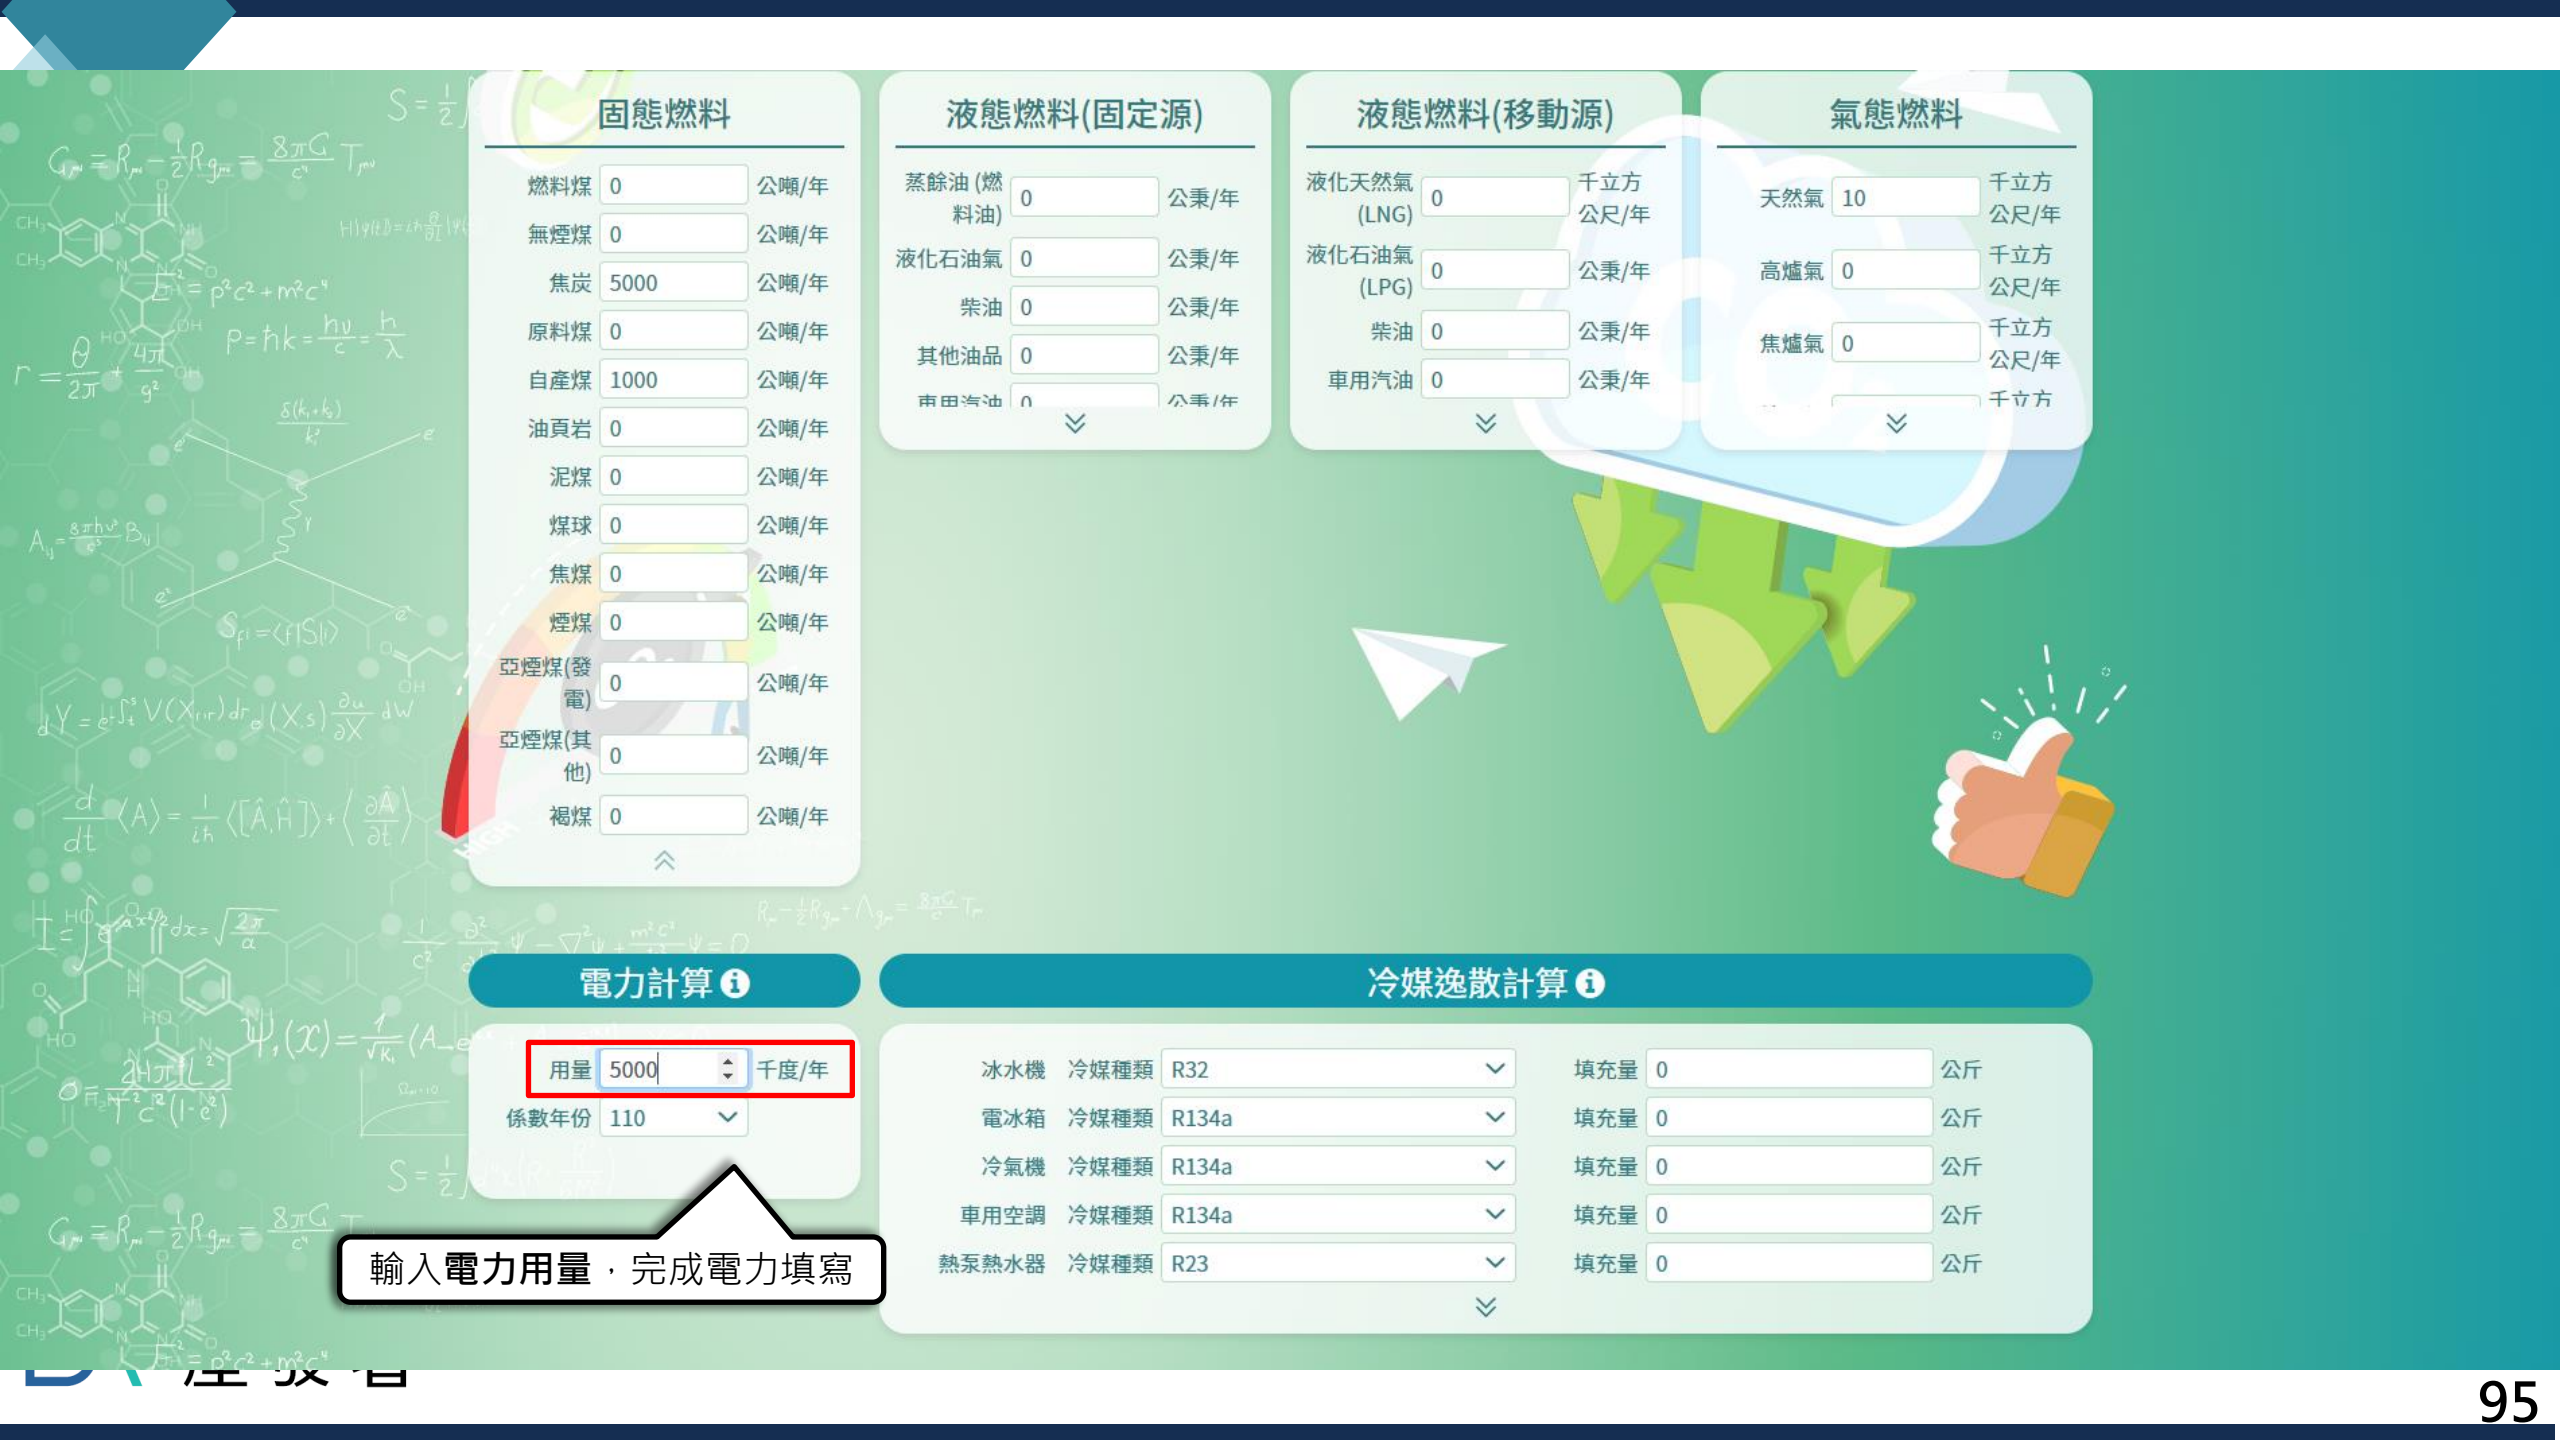 固態燃料
燃料煤 0 公噸/年
無煙煤 0 公噸/年
焦炭 5000 公噸/年
原料煤 0 公噸/年
自產煤 1000 公噸/年
油頁岩 0 公噸/年
泥煤 0 公噸/年
煤球 0 公噸/年
焦煤 0 公噸/年
煙煤 0 公噸/年
亞煙煤(發
電) 0 公噸/年
亞煙煤(其
他) 0 公噸/年
褐煤 0 公噸/年
液態燃料(固定源)
蒸餘油 (燃
料油) 0 公秉/年
液化石油氣 0 公秉/年
柴油 0 公秉/年
其他油品 0 公秉/年
車用汽油 0 公秉/年
液態燃料(移動源)
液化天然氣
(LNG) 0 千立方
公尺/年
液化石油氣
(LPG) 0 公秉/年
柴油 0 公秉/年
車用汽油 0 公秉/年
氣態燃料
天然氣 10 千立方
公尺/年
高爐氣 0 千立方
公尺/年
焦爐氣 0 千立方
公尺/年
千立方
電力計算
用量 5000 千度/年
係數年份 110
輸入電力用量，完成電力填寫
冷媒逸散計算
冰水機 冷媒種類 R32 填充量 0 公斤
電冰箱 冷媒種類 R134a 填充量 0 公斤
冷氣機 冷媒種類 R134a 填充量 0 公斤
車用空調 冷媒種類 R134a 填充量 0 公斤
熱泵熱水器 冷媒種類 R23 填充量 0 公斤
95